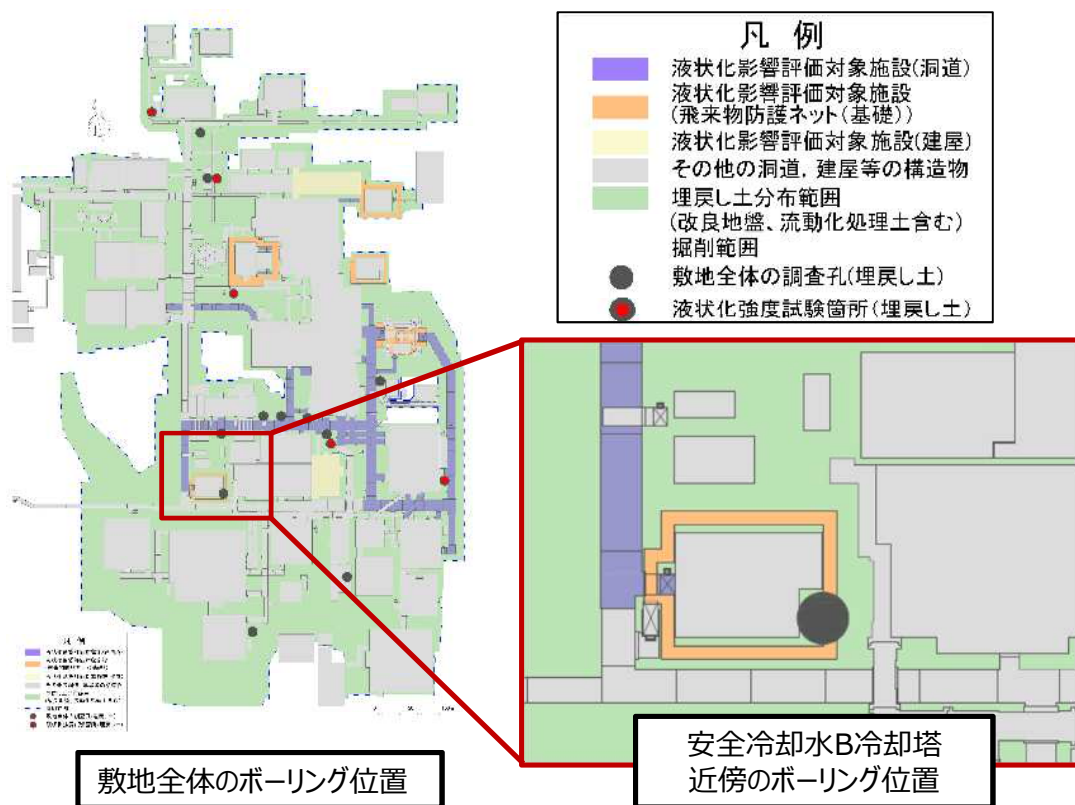 凡 例
液状化影響評価対象施設(洞道)
液状化影響評価対象施設
(飛来物防護ネット(基礎))
液状化影響評価対象施設(建屋)
その他の洞道，建屋等の構造物
埋戻し土分布範囲
(改良地盤、流動化処理土含む)
掘削範囲
敷地全体の調査孔(埋戻し土)
液状化強度試験箇所(埋戻し土)
凡 例
敷地全体のボーリング位置
安全冷却水B冷却塔
近傍のボーリング位置